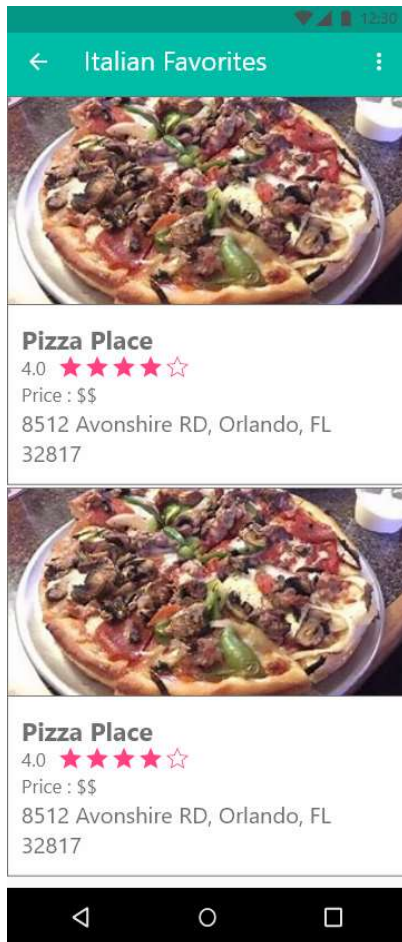 12:30
Italian Favorites
Pizza Place
4.0
Price : $$
8512 Avonshire RD, Orlando, FL
32817
Pizza Place
4.0
Price : $$
8512 Avonshire RD, Orlando, FL
32817